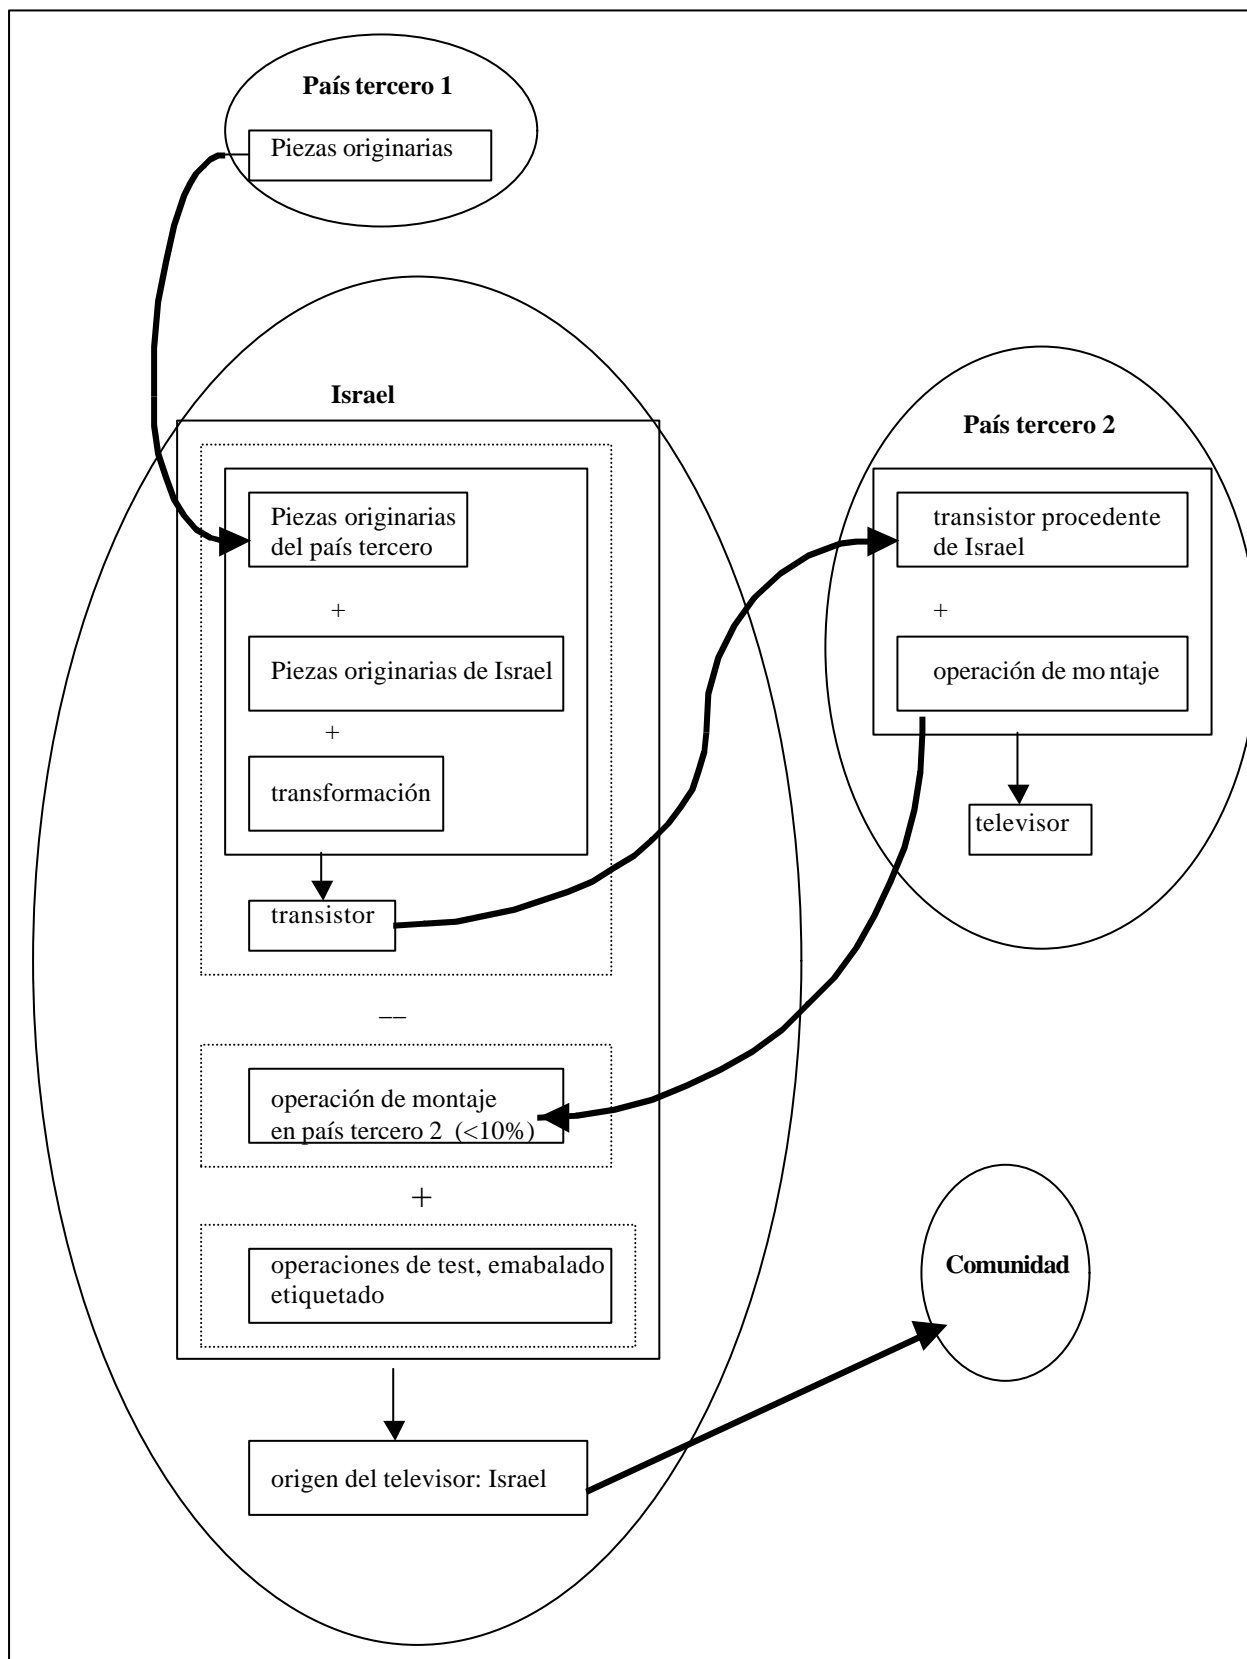 País tercero 1
Piezas originarias
Israel
Piezas originarias
del país tercero
+
Piezas originarias de Israel
+
transformación
transistor
—
operación de montaje
en país tercero 2 (<10%)
+
operaciones de test, emabalado
etiquetado
origen del televisor: Israel
País tercero 2
transistor procedente
de Israel
+
operación de montaje
televisor
Comunidad